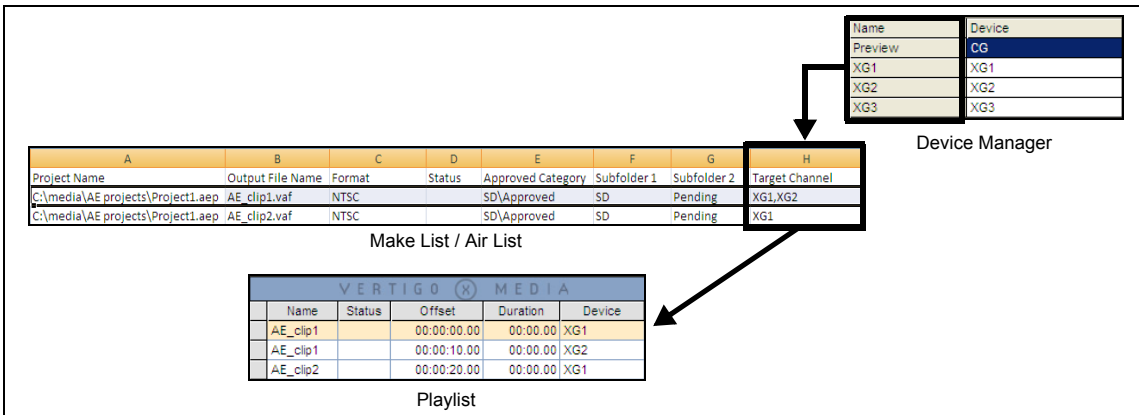 Name Device
Preview CG
XG1 XG1
XG2 XG2
XG3 XG3
Device Manager
A B C D E F G H
Project Name Output File Name Format Status Approved Category Subfolder 1 Subfolder 2 Target Channel
C:\media\AE projects\Project1.aep AE_clip1.vaf NTSC SD\Approved SD Pending XG1,XG2
C:\media\AE projects\Project1.aep AE_clip2.vaf NTSC SD\Approved SD Pending XG1
Make List / Air List
VERTIGO X MEDIA
Name Status Offset Duration Device
AE_clip1 00:00:00.00 00:00.00 XG1
AE_clip1 00:00:10.00 00:00.00 XG2
AE_clip2 00:00:20.00 00:00.00 XG1
Playlist